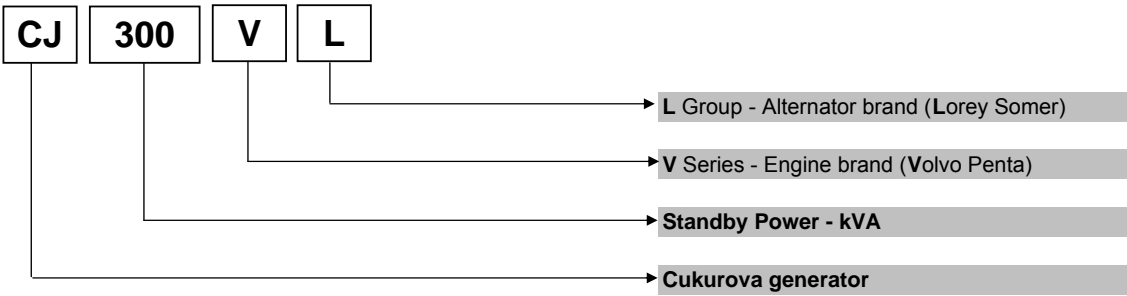 CJ 300 V L
L Group - Alternator brand (Lorey Somer)
V Series - Engine brand (Volvo Penta)
Standby Power - kVA
Cukurova generator